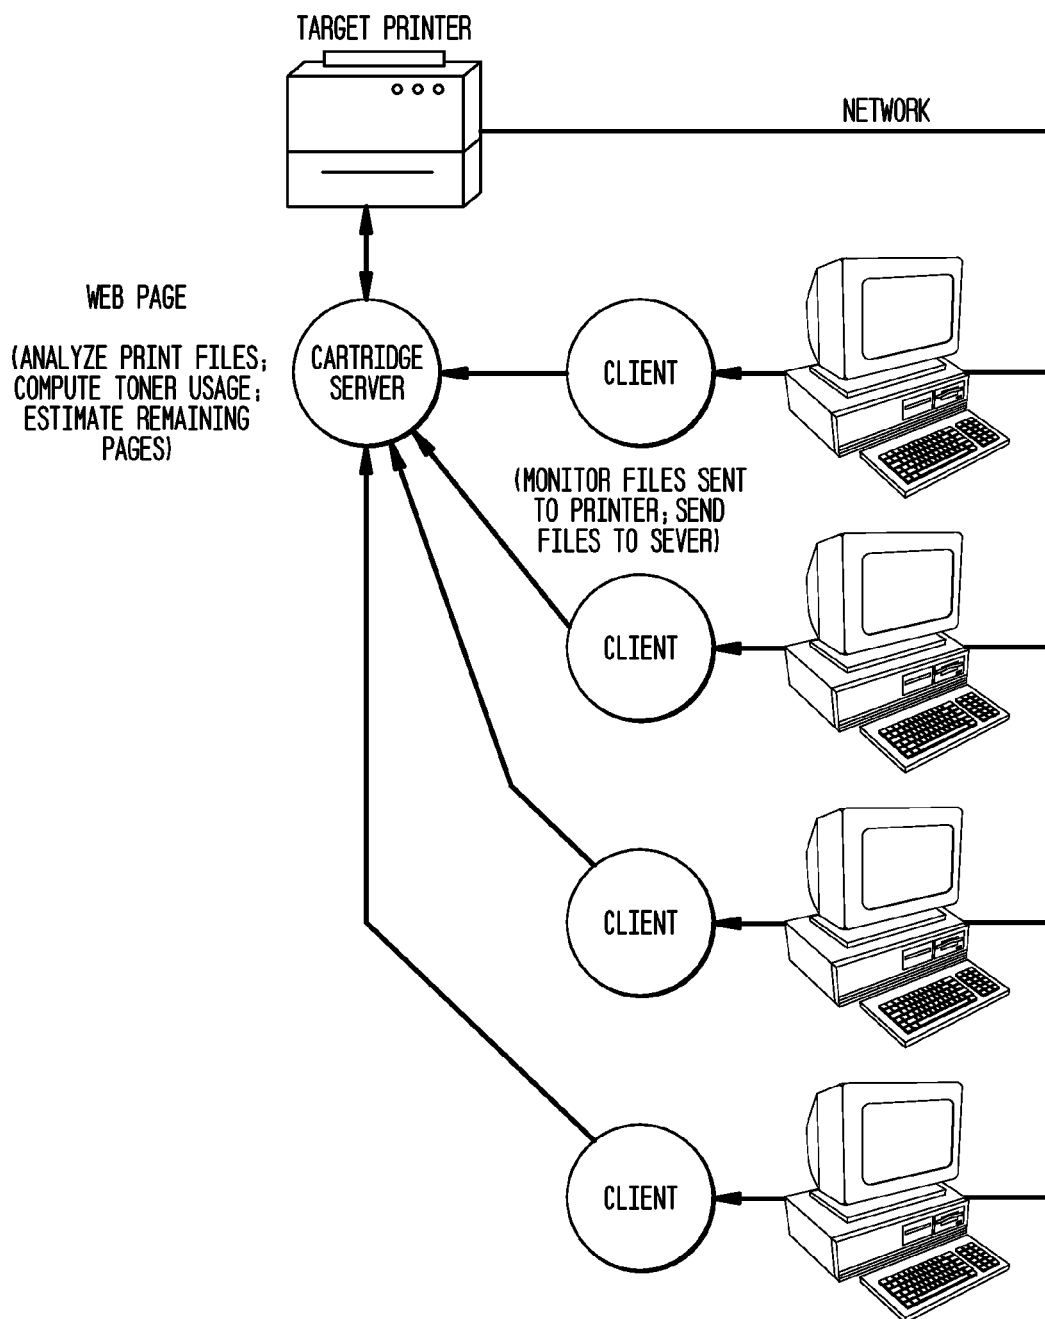 TARGET PRINTER
NETWORK
WEB PAGE
(ANALYZE PRINT FILES;
COMPUTE TONER USAGE;
ESTIMATE REMAINING
PAGES)
CARTRIDGE
SERVER
CLIENT
(MONITOR FILES SENT
TO PRINTER; SEND
FILES TO SEVER)
CLIENT
CLIENT
CLIENT